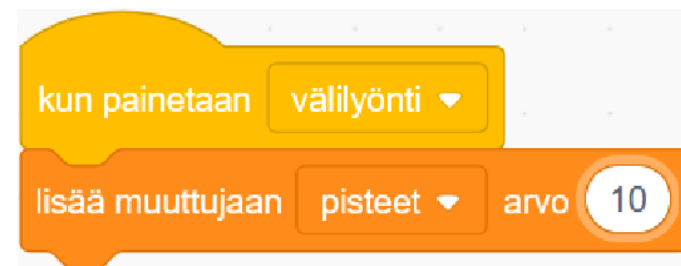 kun painetaan välilyönti
lisää muuttujaan pisteet arvo 10